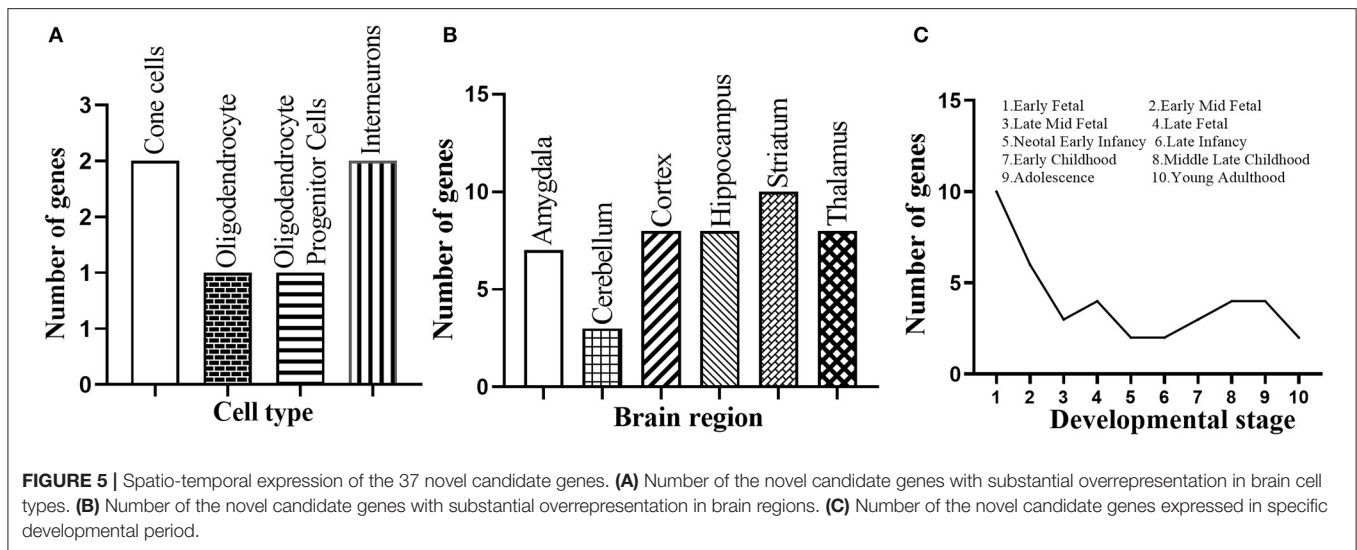 A
Number of genes
3
2
2
1
1
0
Cone cells
Oligodendrocyte
Oligodendrocyte
Progenitor Cells
Interneurons
Cell type
B
Number of genes
15
10
5
0
Amygdala
Cerebellum
Cortex
Hippocampus
Striatum
Thalamus
Brain region
C
Number of genes
15
10
5
0
1.Early Fetal 2.Early Mid Fetal
3.Late Mid Fetal 4.Late Fetal
5.Neotal Early Infancy 6.Late Infancy
7.Early Childhood 8.Middle Late Childhood
9.Adolescence 10.Young Adulthood
1 2 3 4 5 6 7 8 9 10
Developmental stage
FIGURE 5 | Spatio-temporal expression of the 37 novel candidate genes. (A) Number of the novel candidate genes with substantial overrepresentation in brain cell
types. (B) Number of the novel candidate genes with substantial overrepresentation in brain regions. (C) Number of the novel candidate genes expressed in specific
developmental period.